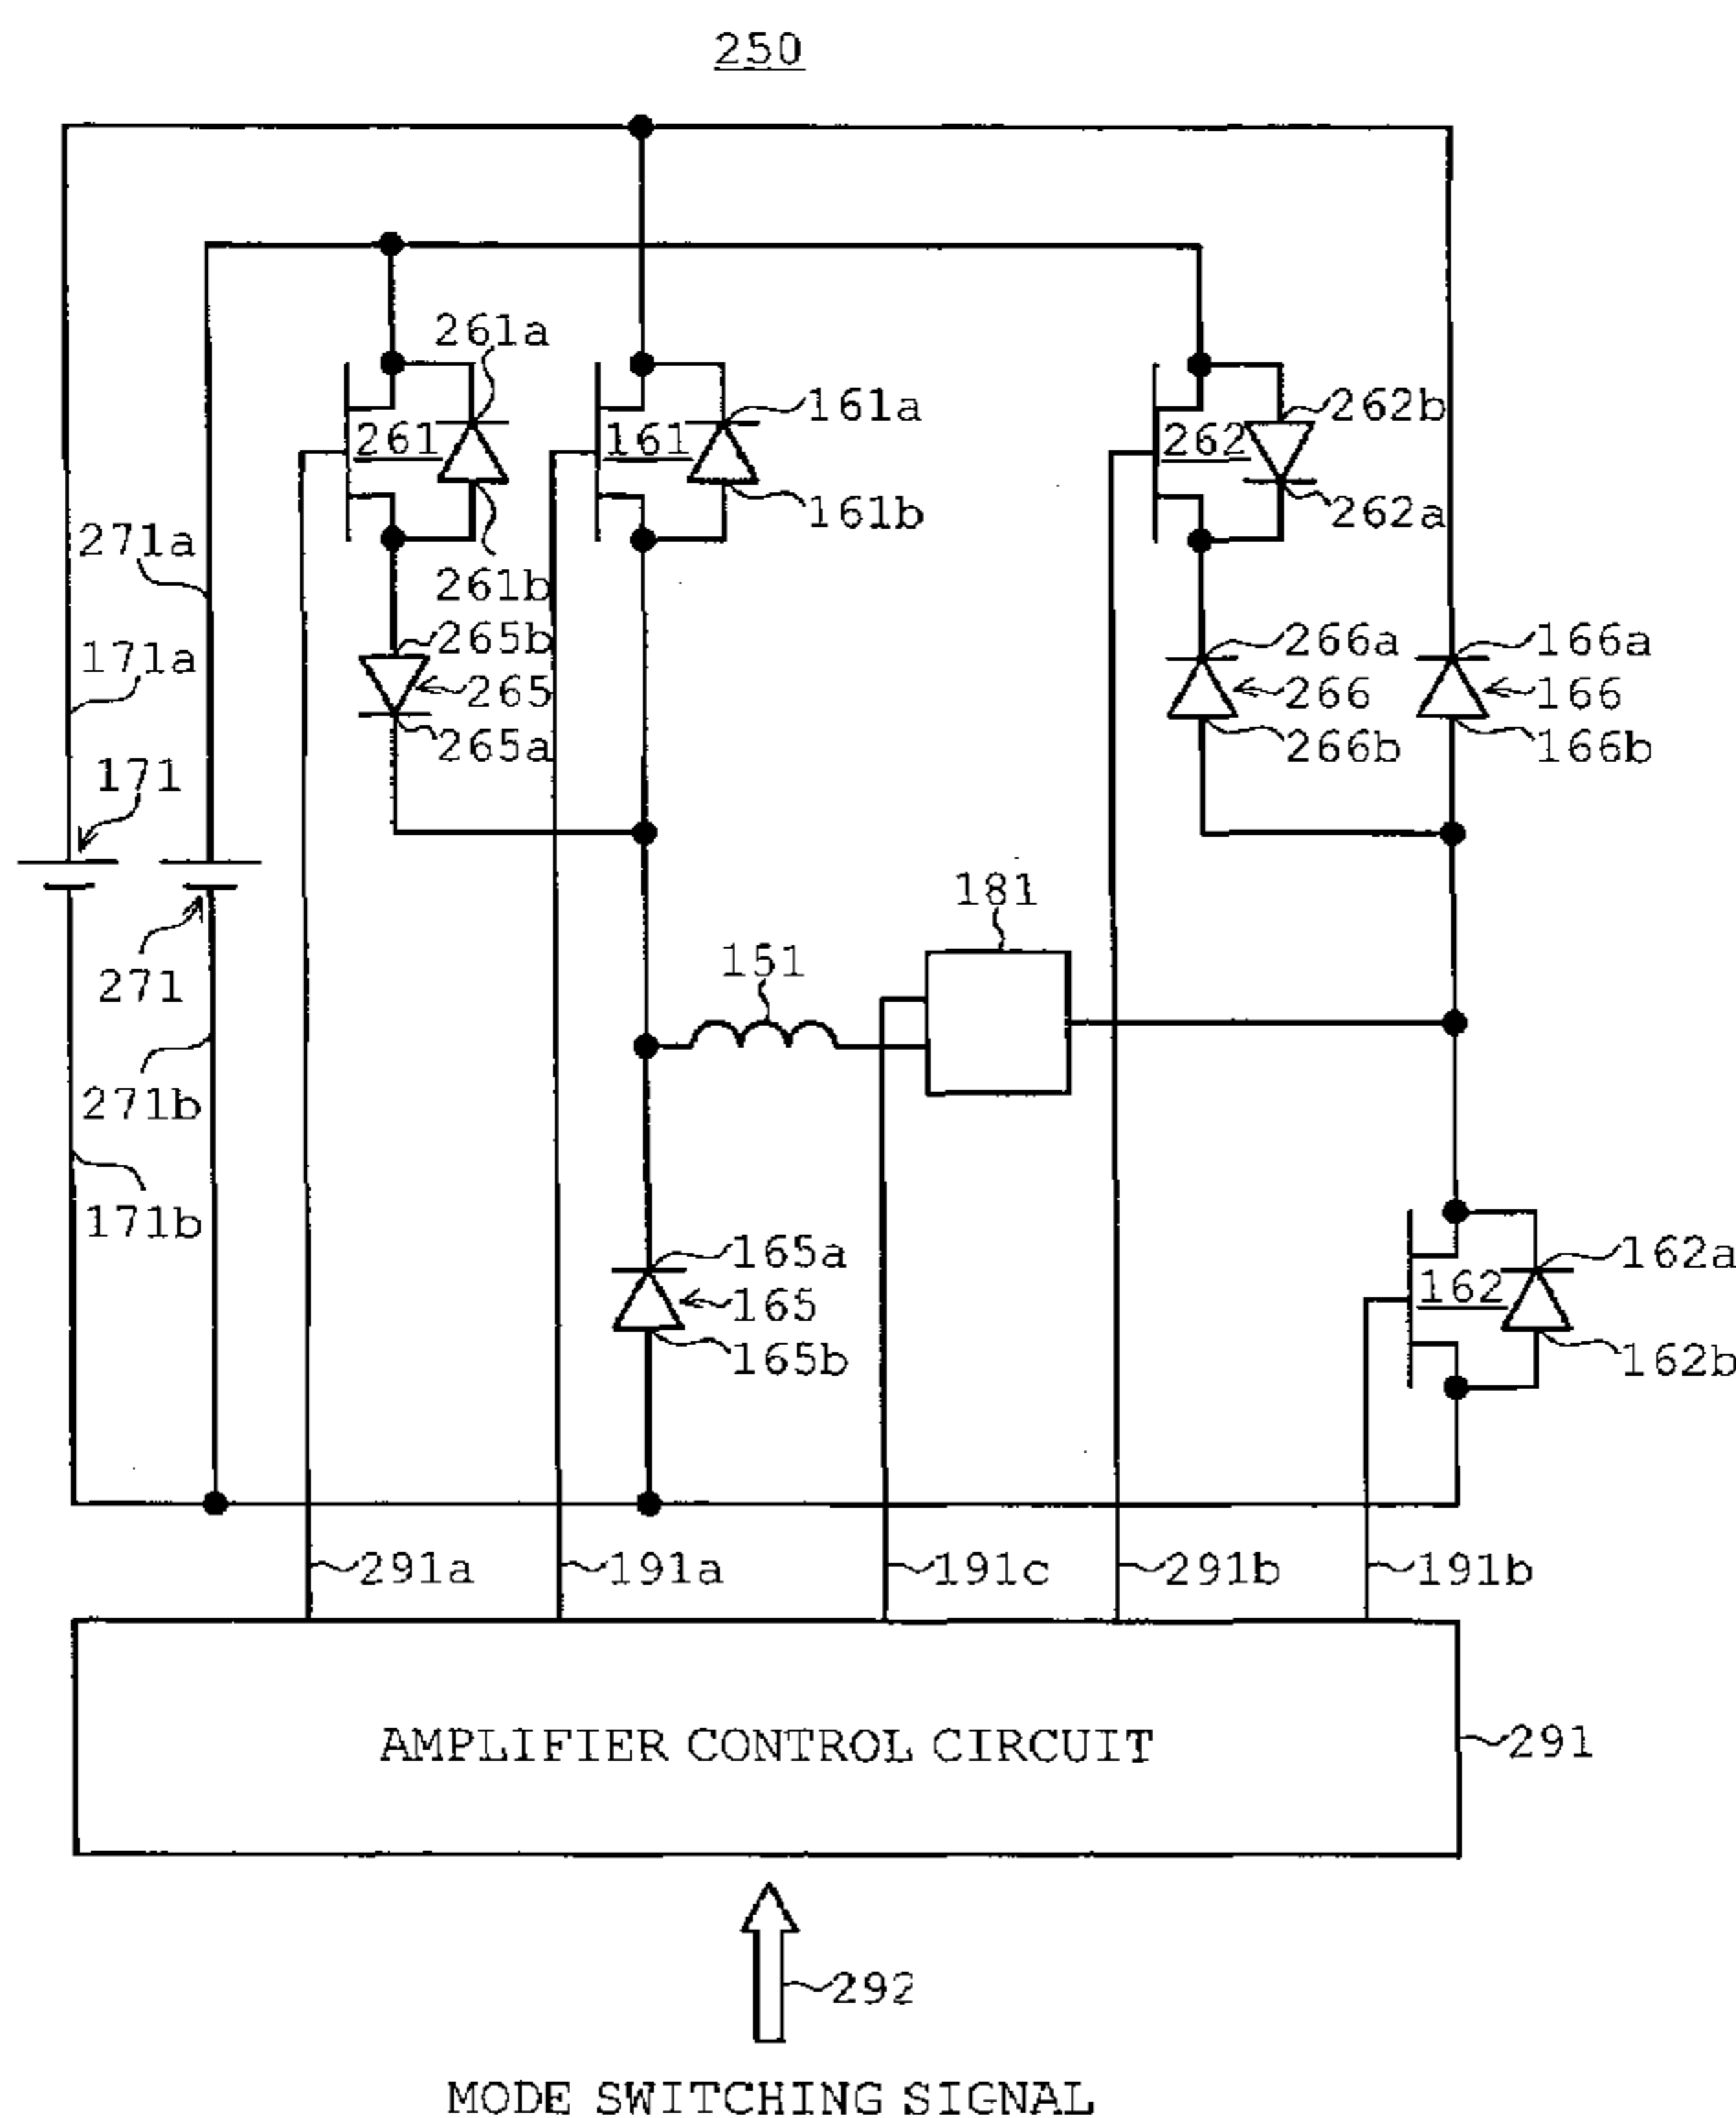 250
261a
161a
262b
261
161
262
161b
262a
271a
261b
265b
266a
166a
171a
265
266
166
265a
266b
166b
171
181
151
271
271b
171b
165a
162a
165
162
165b
162b
291a
191a
191c
291b
191b
AMPLIFIER CONTROL CIRCUIT
291
292
MODE SWITCHING SIGNAL